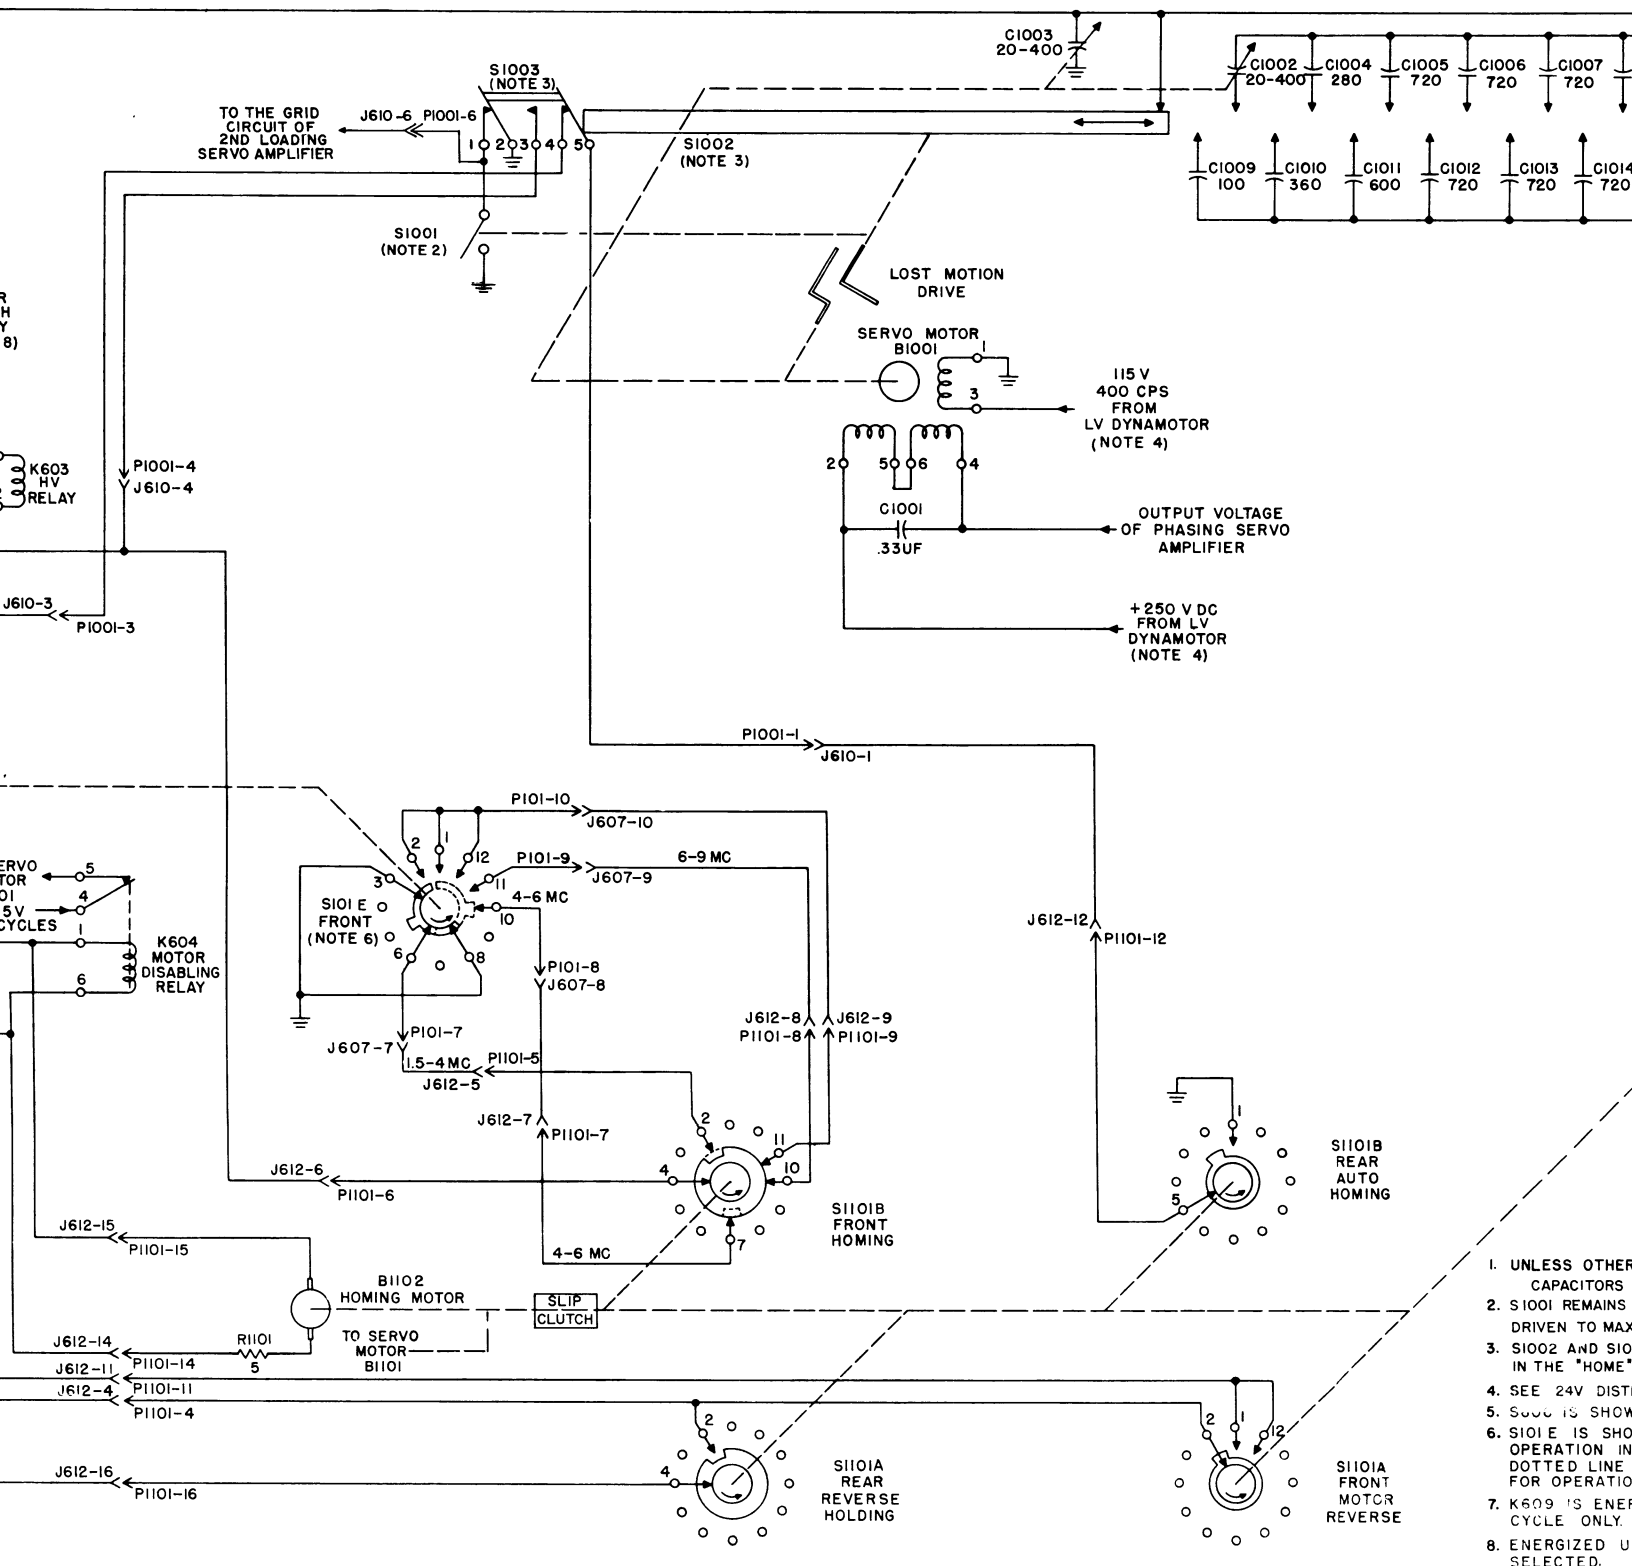 C1003
20-400
C1002
20-400
C1004
280
C1005
720
C1006
720
C1007
720
S1003
(NOTE 3)
TO THE GRID
CIRCUIT OF
2ND LOADING
SERVO AMPLIFIER
J610-6 P1001-6
1 2 3 4 5
S1002
(NOTE 3)
C1009
100
C1010
360
C1011
600
C1012
720
C1013
720
C1014
720
S1001
(NOTE 2)
LOST MOTION
DRIVE
R
H
Y
8)
SERVO MOTOR
B1001
1
3
115 V
400 CPS
FROM
LV DYNAMOTOR
(NOTE 4)
2 5 6 4
K603
HV
RELAY
P1001-4
J610-4
C1001
.33UF
OUTPUT VOLTAGE
OF PHASING SERVO
AMPLIFIER
J610-3
P1001-3
+250 V DC
FROM LV
DYNAMOTOR
(NOTE 4)
P1001-1
J610-1
P101-10
J607-10
2 1 12
P101-9
J607-9
6-9 MC
3 11
4-6 MC
10
S101 E
FRONT
(NOTE 6)
6 8
ERVO
TOR
01
5V
CYCLES
5
4
1
6
K604
MOTOR
DISABLING
RELAY
P101-8
J607-8
J612-12
P1101-12
P101-7
J607-7
J612-8
P1101-8
J612-9
P1101-9
1.5-4 MC
P1101-5
J612-5
J612-7
P1101-7
2
11
10
4
7
J612-6
P1101-6
S1101B
FRONT
HOMING
1
5
S1101B
REAR
AUTO
HOMING
J612-15
P1101-15
4-6 MC
B1102
HOMING MOTOR
SLIP
CLUTCH
TO SERVO
MOTOR
B1101
J612-14
P1101-14
R1101
5
J612-11
P1101-11
J612-4
P1101-4
2
4
J612-16
P1101-16
S1101A
REAR
REVERSE
HOLDING
2 1 12
S1101A
FRONT
MOTOR
REVERSE
1. UNLESS OTHER
CAPACITORS
2. S1001 REMAINS
DRIVEN TO MAX
3. S1002 AND S10
IN THE "HOME"
4. SEE 24V DIST
5. IS SHOW
6. S101 E IS SHO
OPERATION IN
DOTTED LINE
FOR OPERATIO
7. K609 IS ENER
CYCLE ONLY.
8. ENERGIZED U
SELECTED.